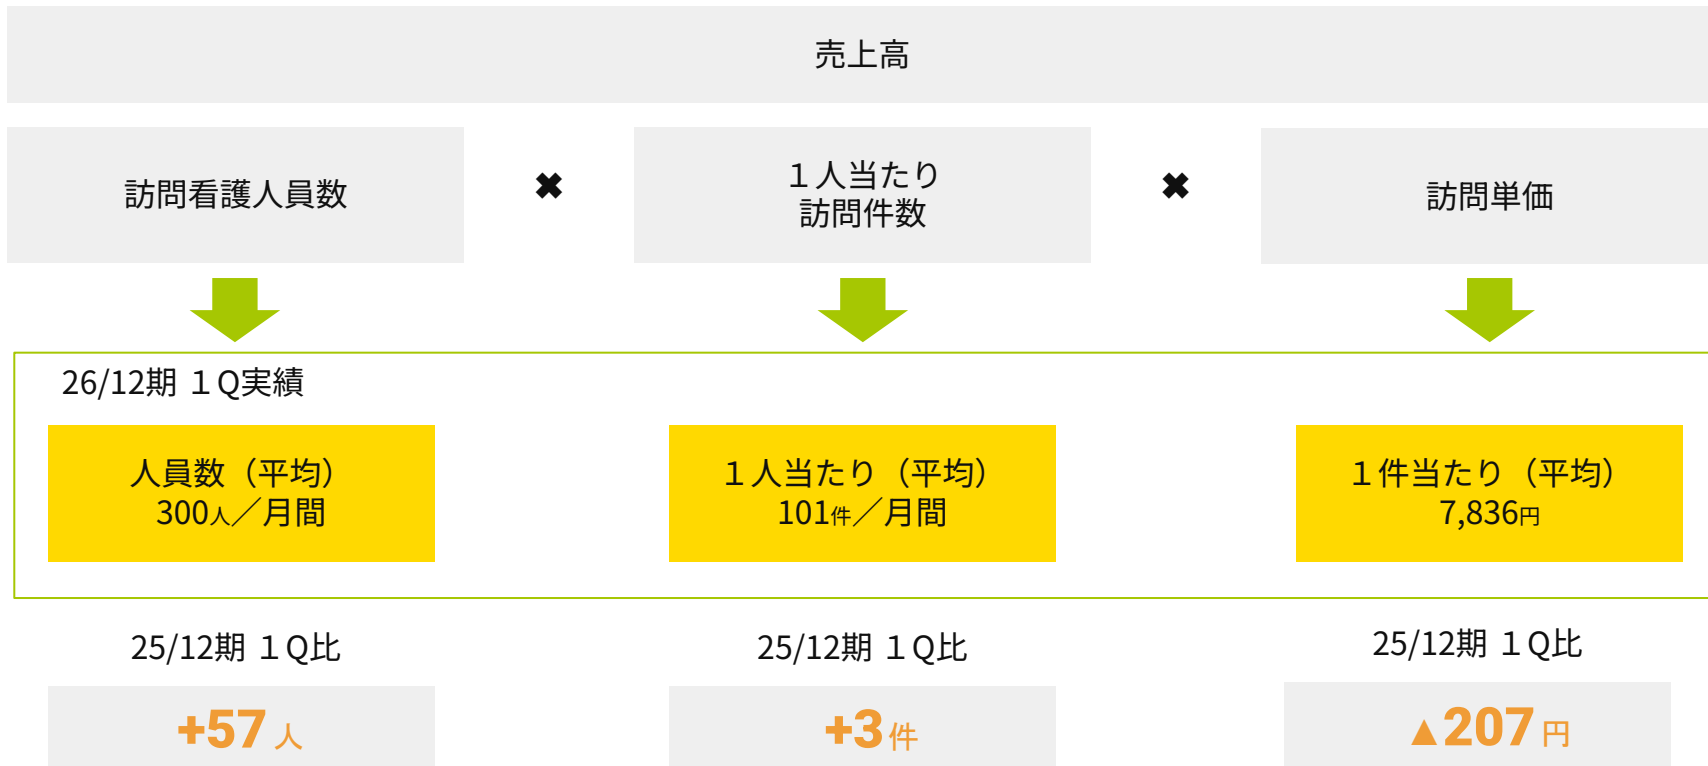 売上高
訪問看護人員数
✖
１人当たり
訪問件数
✖
訪問単価
26/12期 １Q実績
人員数（平均）
300人／月間
１人当たり（平均）
101件／月間
１件当たり（平均）
7,836円
25/12期 １Q比
25/12期 １Q比
25/12期 １Q比
+57人
+3件
▲207円